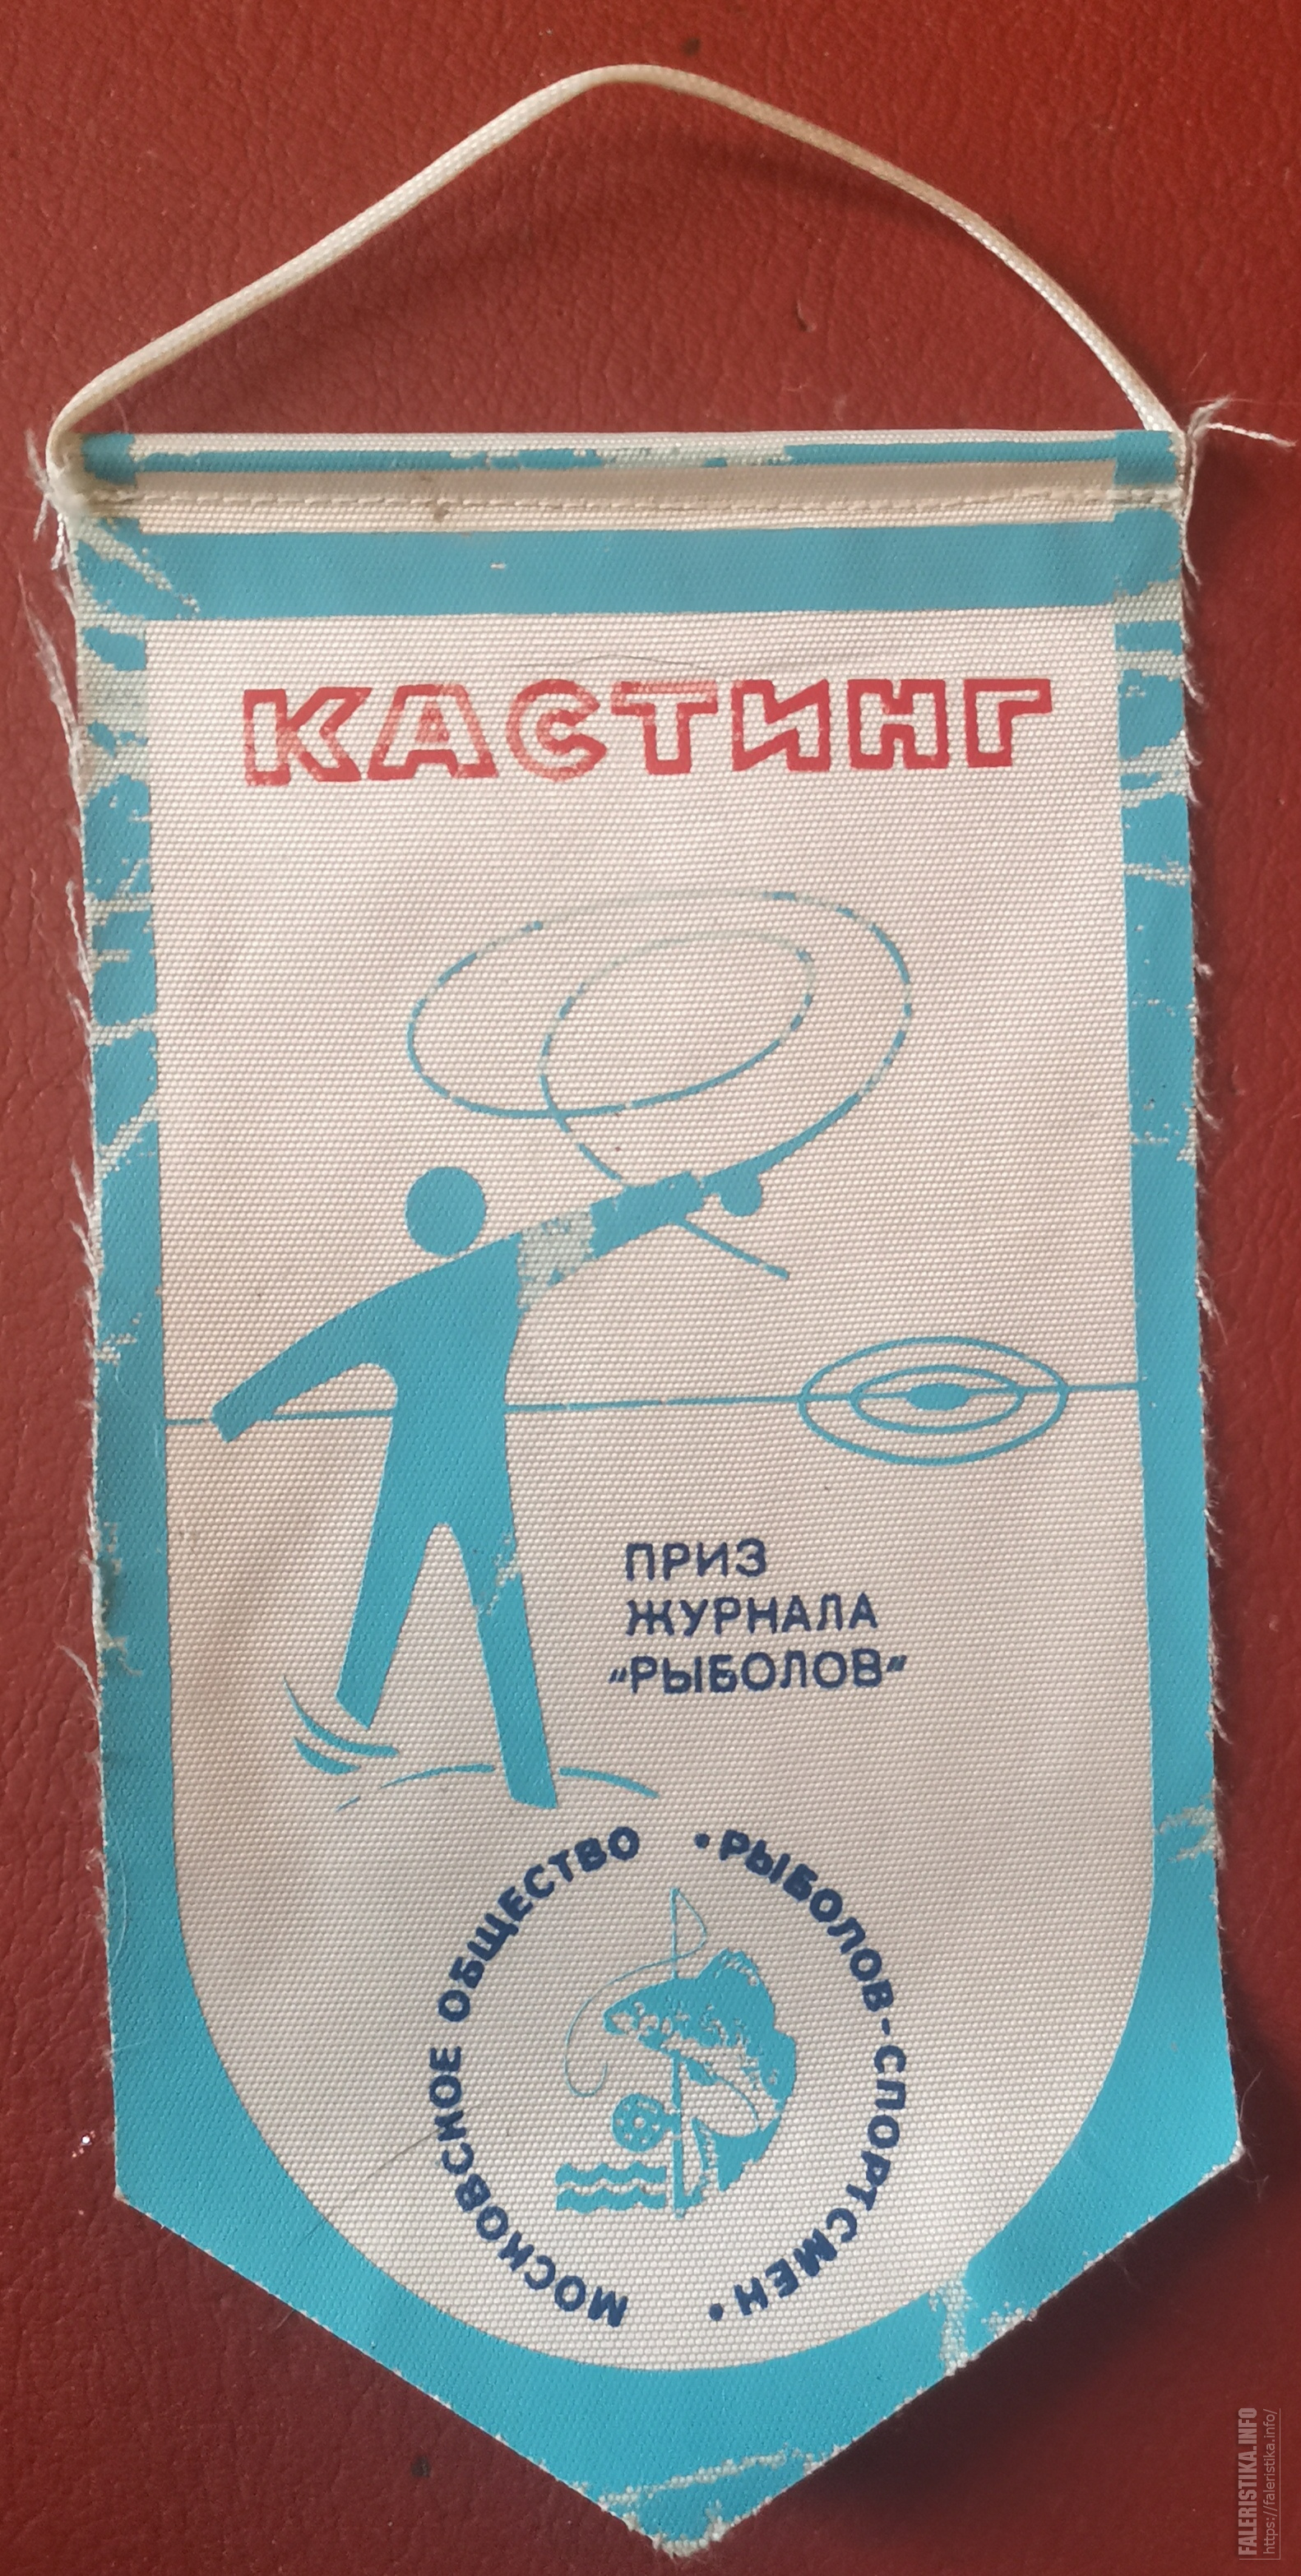 КАСТИНГ
ПРИЗ
ЖУРНАЛА
"РЫБОЛОВ"
МОСКОВСКОЕ ОБЩЕСТВО
• РЫБОЛОВ-СПОРТСМЕН •
FALERISTIKA.INFO
https://faleristika.info/